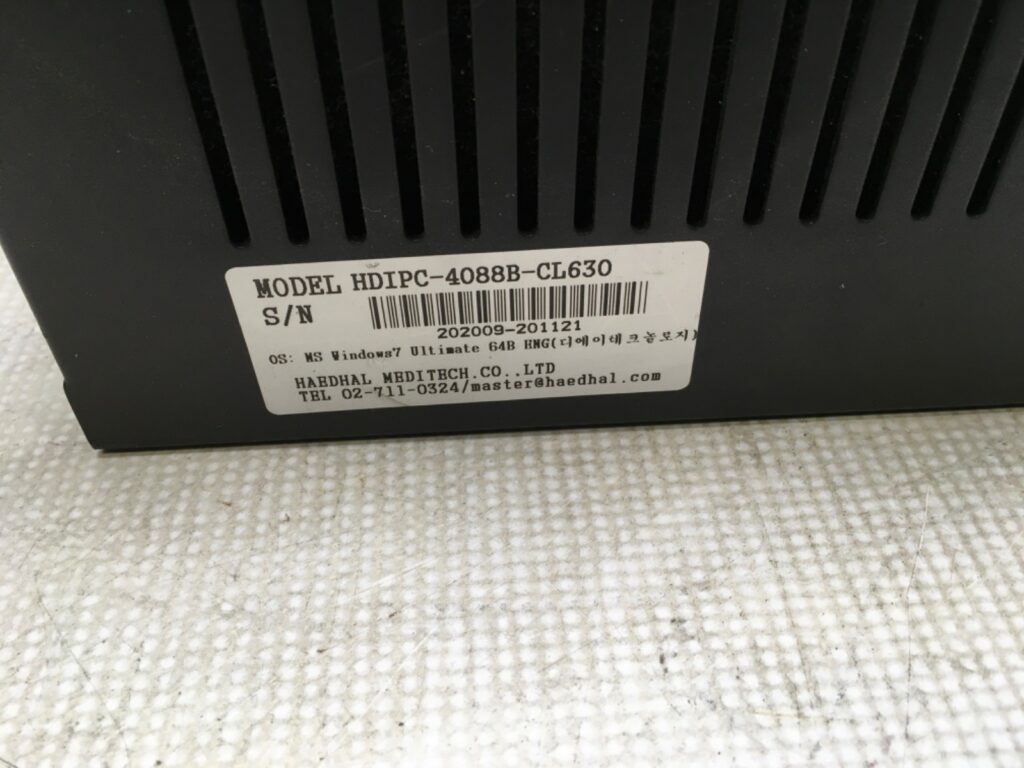 MODEL HDIPC-4088B-CL630
S/N
202009-201121
OS: MS Windows7 Ultimate 64B HNG(디에이테크놀로지)
HAEDHAL MEDITECH.CO.,LTD
TEL 02-711-0324/master@haedhal.com